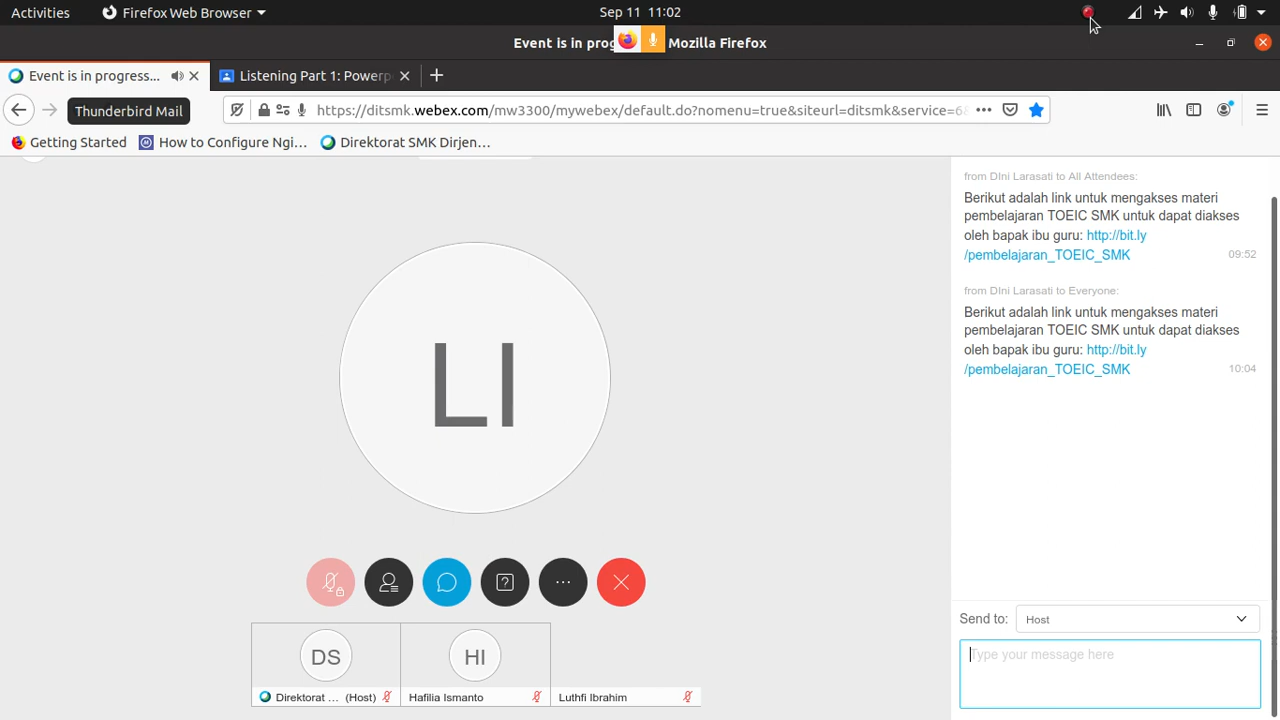 Activities Firefox Web Browser Sep 11 11:02
Event is in prog Mozilla Firefox
Event is in progress... Listening Part 1: Powerp
Thunderbird Mail https://ditsmk.webex.com/mw3300/mywebex/default.do?nomenu=true&siteurl=ditsmk&service=6
Getting Started How to Configure Ngi... Direktorat SMK Dirjen...
from DIni Larasati to All Attendees:
Berikut adalah link untuk mengakses materi
pembelajaran TOEIC SMK untuk dapat diakses
oleh bapak ibu guru: http://bit.ly
/pembelajaran_TOEIC_SMK 09:52
from DIni Larasati to Everyone:
Berikut adalah link untuk mengakses materi
pembelajaran TOEIC SMK untuk dapat diakses
oleh bapak ibu guru: http://bit.ly
/pembelajaran_TOEIC_SMK 10:04
LI
Send to: Host
Type your message here
DS HI
Direktorat ... (Host) Hafilia Ismanto Luthfi Ibrahim